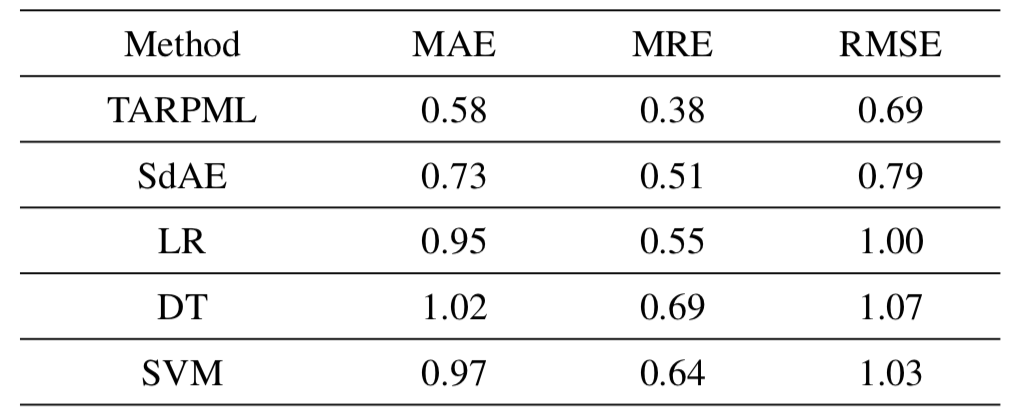 Method MAE MRE RMSE
TARPML 0.58 0.38 0.69
SdAE 0.73 0.51 0.79
LR 0.95 0.55 1.00
DT 1.02 0.69 1.07
SVM 0.97 0.64 1.03